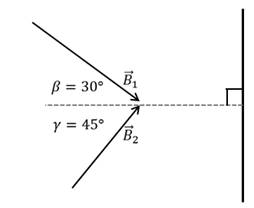 β = 30°
B⃗₁
γ = 45°
B⃗₂